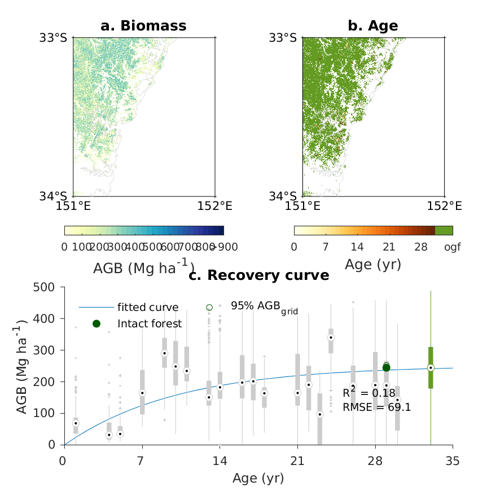 a. Biomass
b. Age
33°S
34°S
151°E
152°E
33°S
34°S
151°E
152°E
0 100 200 300 400 500 600 700 800 >900
AGB (Mg ha-1)
0 7 14 21 28 ogf
Age (yr)
c. Recovery curve
AGB (Mg ha-1)
500
400
300
200
100
0
fitted curve
Intact forest
95% AGBgrid
R2 = 0.18
RMSE = 69.1
0 7 14 21 28 35
Age (yr)